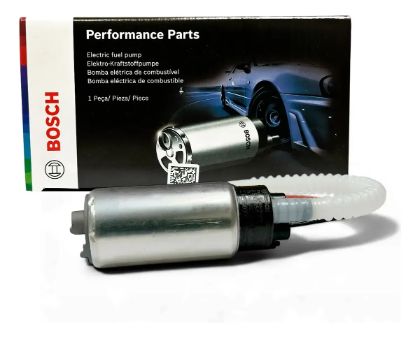 Performance Parts
Electric fuel pump
Elektro-Kraftstoffpumpe
Bomba elétrica de combustível
Bomba eléctrica de combustible
1 Peça/ Pieza/ Piece
BOSCH
BOSCH